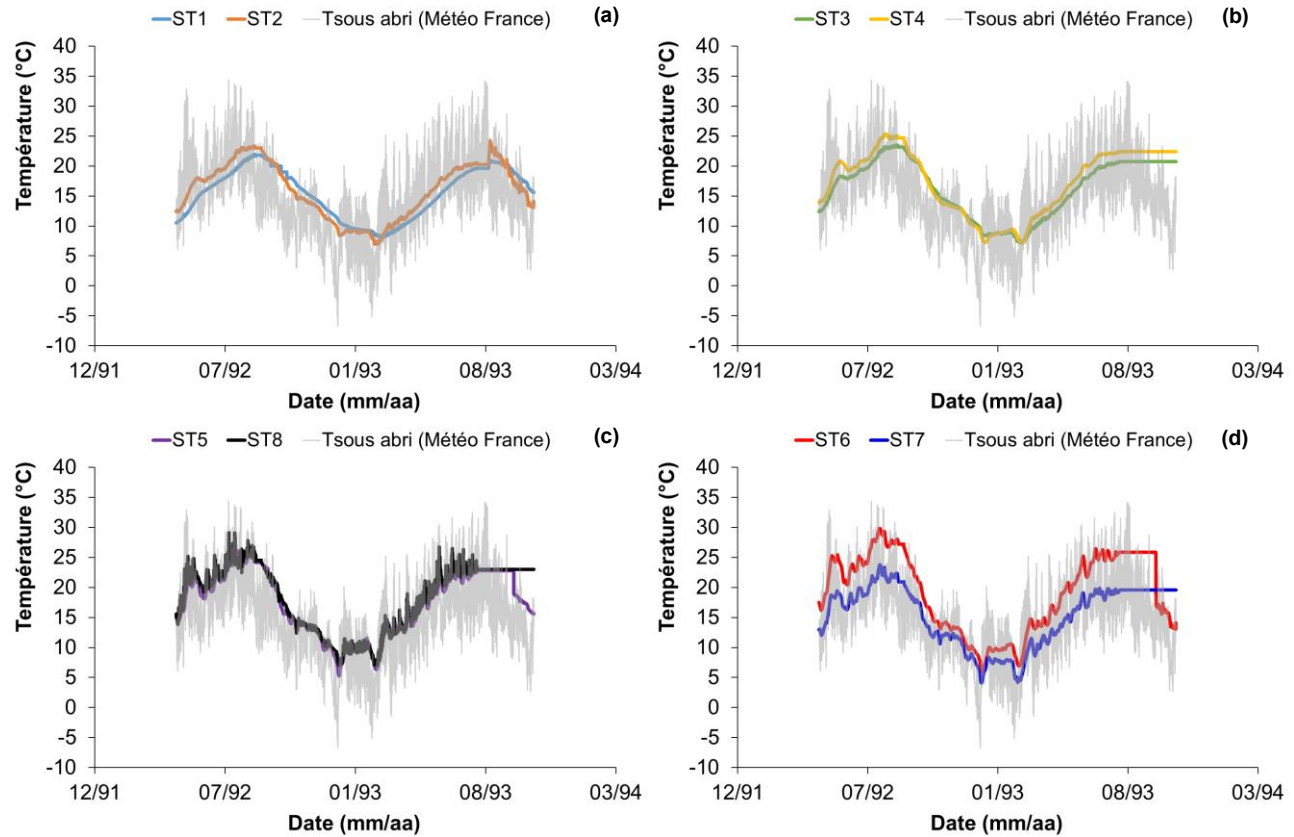 ST1 ST2 Tsous abri (Météo France) (a)
Température (°C)
40
35
30
25
20
15
10
5
0
-5
-10
12/91 07/92 01/93 08/93 03/94
Date (mm/aa)
ST3 ST4 Tsous abri (Météo France) (b)
Température (°C)
40
35
30
25
20
15
10
5
0
-5
-10
12/91 07/92 01/93 08/93 03/94
Date (mm/aa)
ST5 ST8 Tsous abri (Météo France) (c)
Température (°C)
40
35
30
25
20
15
10
5
0
-5
-10
12/91 07/92 01/93 08/93 03/94
Date (mm/aa)
ST6 ST7 Tsous abri (Météo France) (d)
Température (°C)
40
35
30
25
20
15
10
5
0
-5
-10
12/91 07/92 01/93 08/93 03/94
Date (mm/aa)